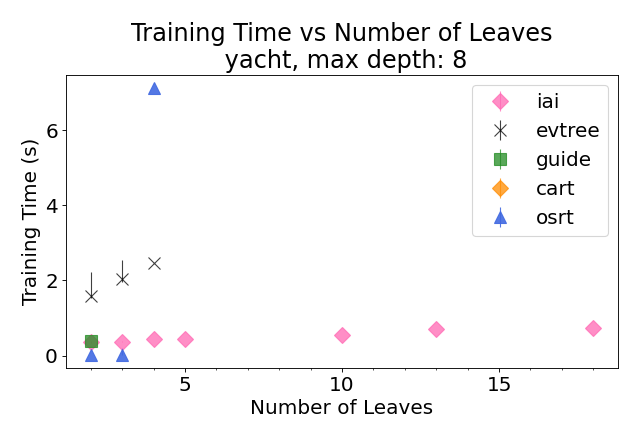 Training Time vs Number of Leaves
yacht, max depth: 8
Training Time (s)
6
4
2
0
5
10
15
Number of Leaves
iai
evtree
guide
cart
osrt